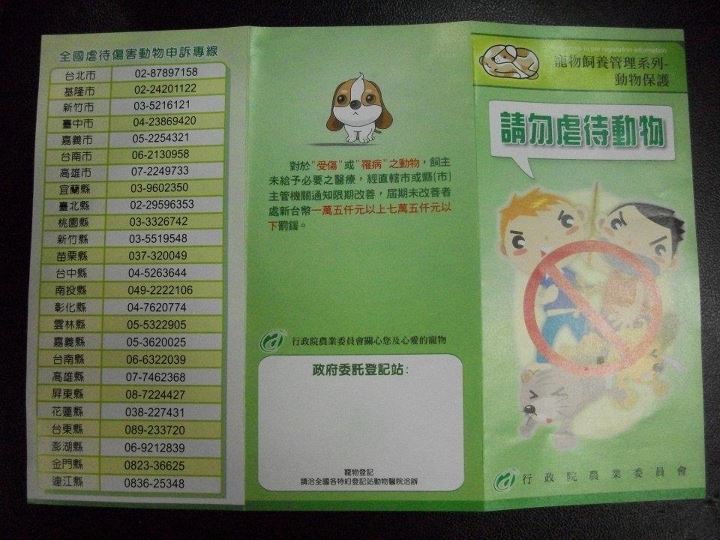 全國虐待傷害動物申訴專線
台北市 02-87897158
基隆市 02-24201122
新竹市 03-5216121
臺中市 04-23869420
嘉義市 05-2254321
台南市 06-2130958
高雄市 07-2249733
宜蘭縣 03-9602350
臺北縣 02-29596353
桃園縣 03-3326742
新竹縣 03-5519548
苗栗縣 037-320049
台中縣 04-5263644
南投縣 049-2222106
彰化縣 04-7620774
雲林縣 05-5322905
嘉義縣 05-3620025
台南縣 06-6322039
高雄縣 07-7462368
屏東縣 08-7224427
花蓮縣 038-227431
台東縣 089-233720
澎湖縣 06-9212839
金門縣 0823-36625
連江縣 0836-25348
對於"受傷"或"罹病"之動物，飼主
未給予必要之醫療，經直轄市或縣(市)
主管機關通知限期改善，屆期未改善者
處新台幣一萬五仟元以上七萬五仟元以
下罰鍰。
行政院農業委員會關心您及心愛的寵物
政府委託登記站：
寵物登記
請洽全國各特約登記站動物醫院洽辦
寵物飼養管理系列-
動物保護
請勿虐待動物
行政院農業委員會